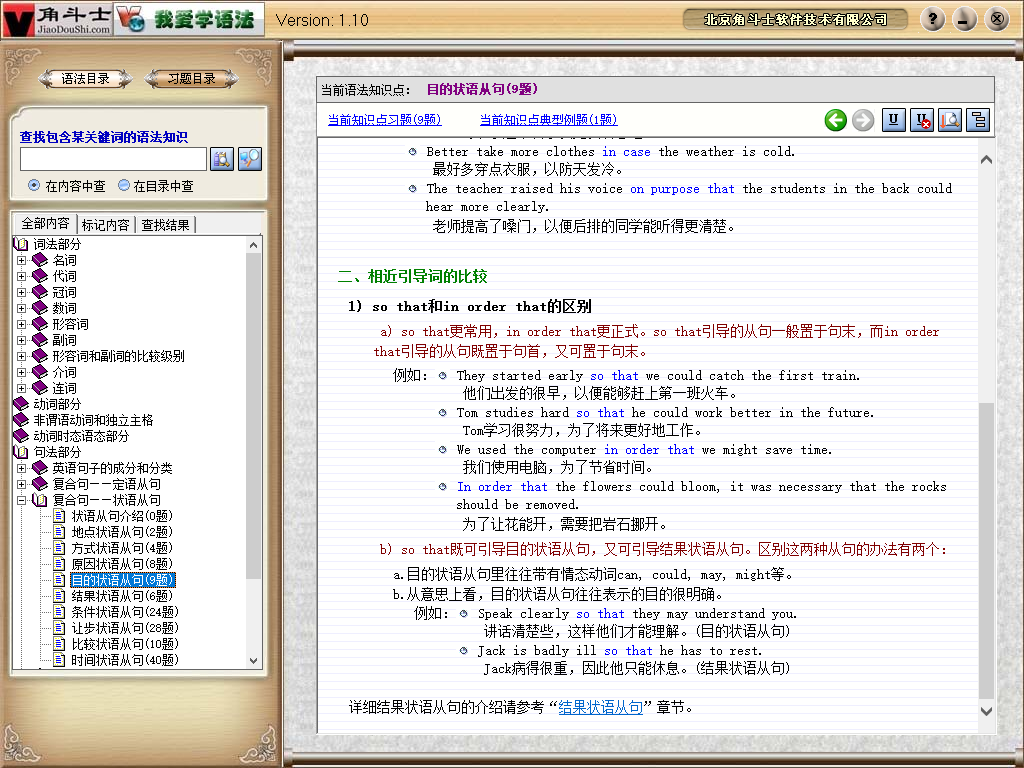 角斗士
JiaoDouShi.com
我爱学语法
Version: 1.10
北京角斗士软件技术有限公司
语法目录
习题目录
查找包含某关键词的语法知识
在内容中查
在目录中查
全部内容
标记内容
查找结果
词法部分
名词
代词
冠词
数词
形容词
副词
形容词和副词的比较级别
介词
连词
动词部分
非谓语动词和独立主格
动词时态语态部分
句法部分
英语句子的成分和分类
复合句——定语从句
复合句——状语从句
状语从句介绍(0题)
地点状语从句(2题)
方式状语从句(4题)
原因状语从句(8题)
目的状语从句(9题)
结果状语从句(6题)
条件状语从句(24题)
让步状语从句(28题)
比较状语从句(10题)
时间状语从句(40题)
当前语法知识点: 目的状语从句(9题)
当前知识点习题(9题)
当前知识点典型例题(1题)
Better take more clothes in case the weather is cold.
最好多穿点衣服，以防天发冷。
The teacher raised his voice on purpose that the students in the back could
hear more clearly.
老师提高了嗓门，以便后排的同学能听得更清楚。
二、相近引导词的比较
1) so that和in order that的区别
a) so that更常用，in order that更正式。so that引导的从句一般置于句末，而in order
that引导的从句既置于句首，又可置于句末。
例如: They started early so that we could catch the first train.
他们出发的很早，以便能够赶上第一班火车。
Tom studies hard so that he could work better in the future.
Tom学习很努力，为了将来更好地工作。
We used the computer in order that we might save time.
我们使用电脑，为了节省时间。
In order that the flowers could bloom, it was necessary that the rocks
should be removed.
为了让花能开，需要把岩石挪开。
b) so that既可引导目的状语从句，又可引导结果状语从句。区别这两种从句的办法有两个:
a.目的状语从句里往往带有情态动词can, could, may, might等。
b.从意思上看，目的状语从句往往表示的目的很明确。
例如: Speak clearly so that they may understand you.
讲话清楚些，这样他们才能理解。(目的状语从句)
Jack is badly ill so that he has to rest.
Jack病得很重，因此他只能休息。(结果状语从句)
详细结果状语从句的介绍请参考“结果状语从句”章节。